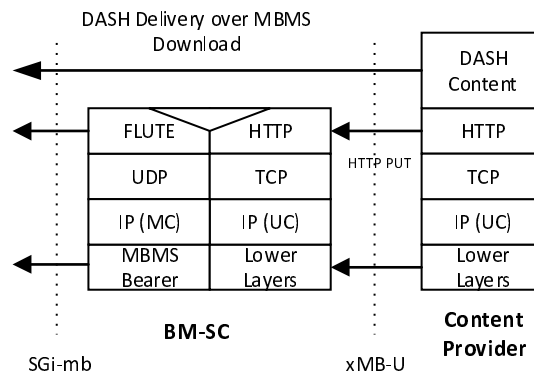 DASH Delivery over MBMS
Download
DASH
Content
FLUTE
HTTP
HTTP
HTTP PUT
UDP
TCP
TCP
IP (MC)
IP (UC)
IP (UC)
MBMS
Bearer
Lower
Layers
Lower
Layers
BM-SC
Content
Provider
SGi-mb
xMB-U